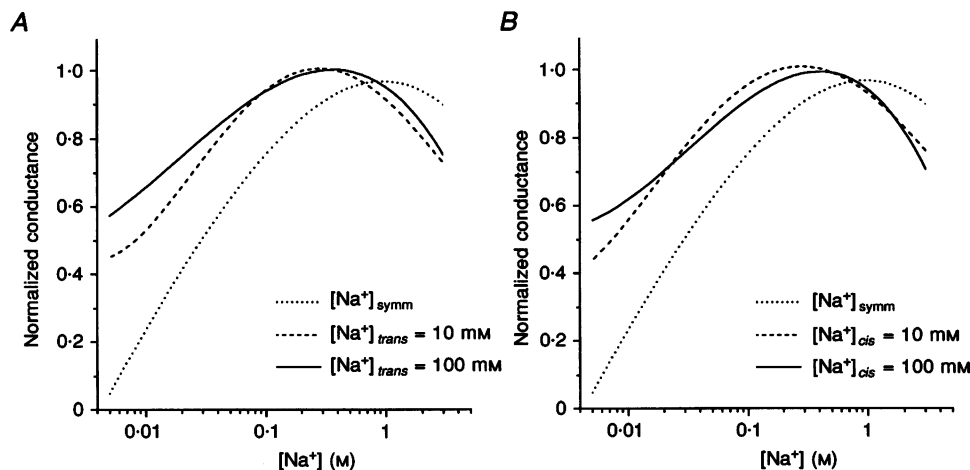 A
Normalized conductance
1·0
0·8
0·6
0·4
0·2
0
[Na⁺]symm
[Na⁺]trans = 10 mM
[Na⁺]trans = 100 mM
0·01
0·1
1
[Na⁺] (M)
B
Normalized conductance
1·0
0·8
0·6
0·4
0·2
0
[Na⁺]symm
[Na⁺]cis = 10 mM
[Na⁺]cis = 100 mM
0·01
0·1
1
[Na⁺] (M)